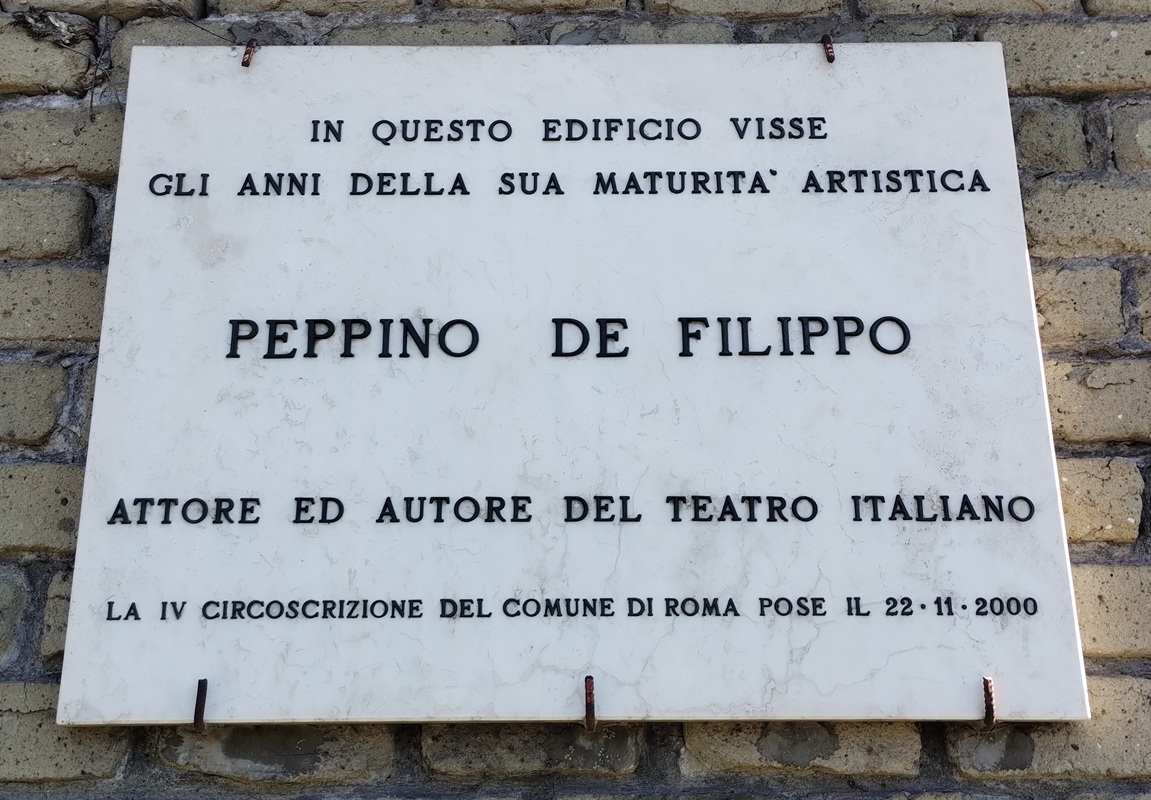 IN QUESTO EDIFICIO VISSE
GLI ANNI DELLA SUA MATURITA' ARTISTICA
PEPPINO DE FILIPPO
ATTORE ED AUTORE DEL TEATRO ITALIANO
LA IV CIRCOSCRIZIONE DEL COMUNE DI ROMA POSE IL 22·11·2000